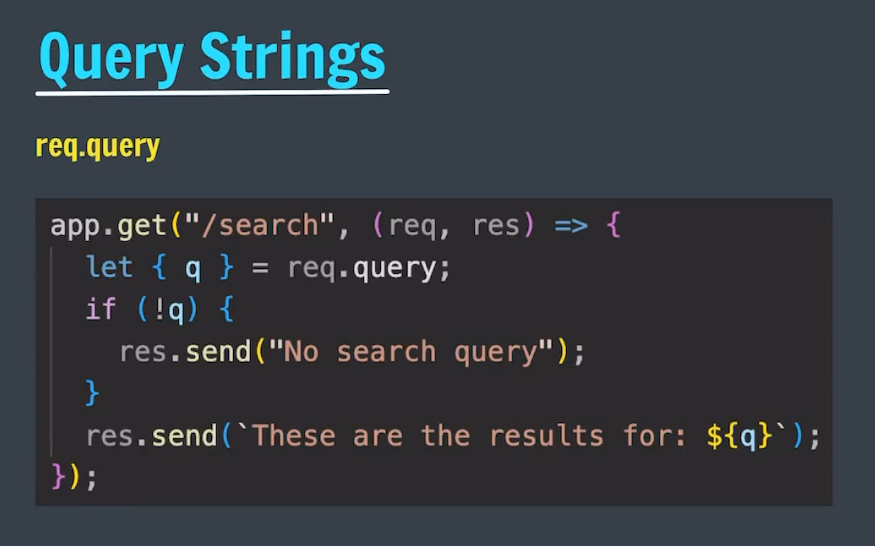 Query Strings
req.query
app.get("/search", (req, res) => {
  let { q } = req.query;
  if (!q) {
    res.send("No search query");
  }
  res.send(`These are the results for: ${q}`);
});